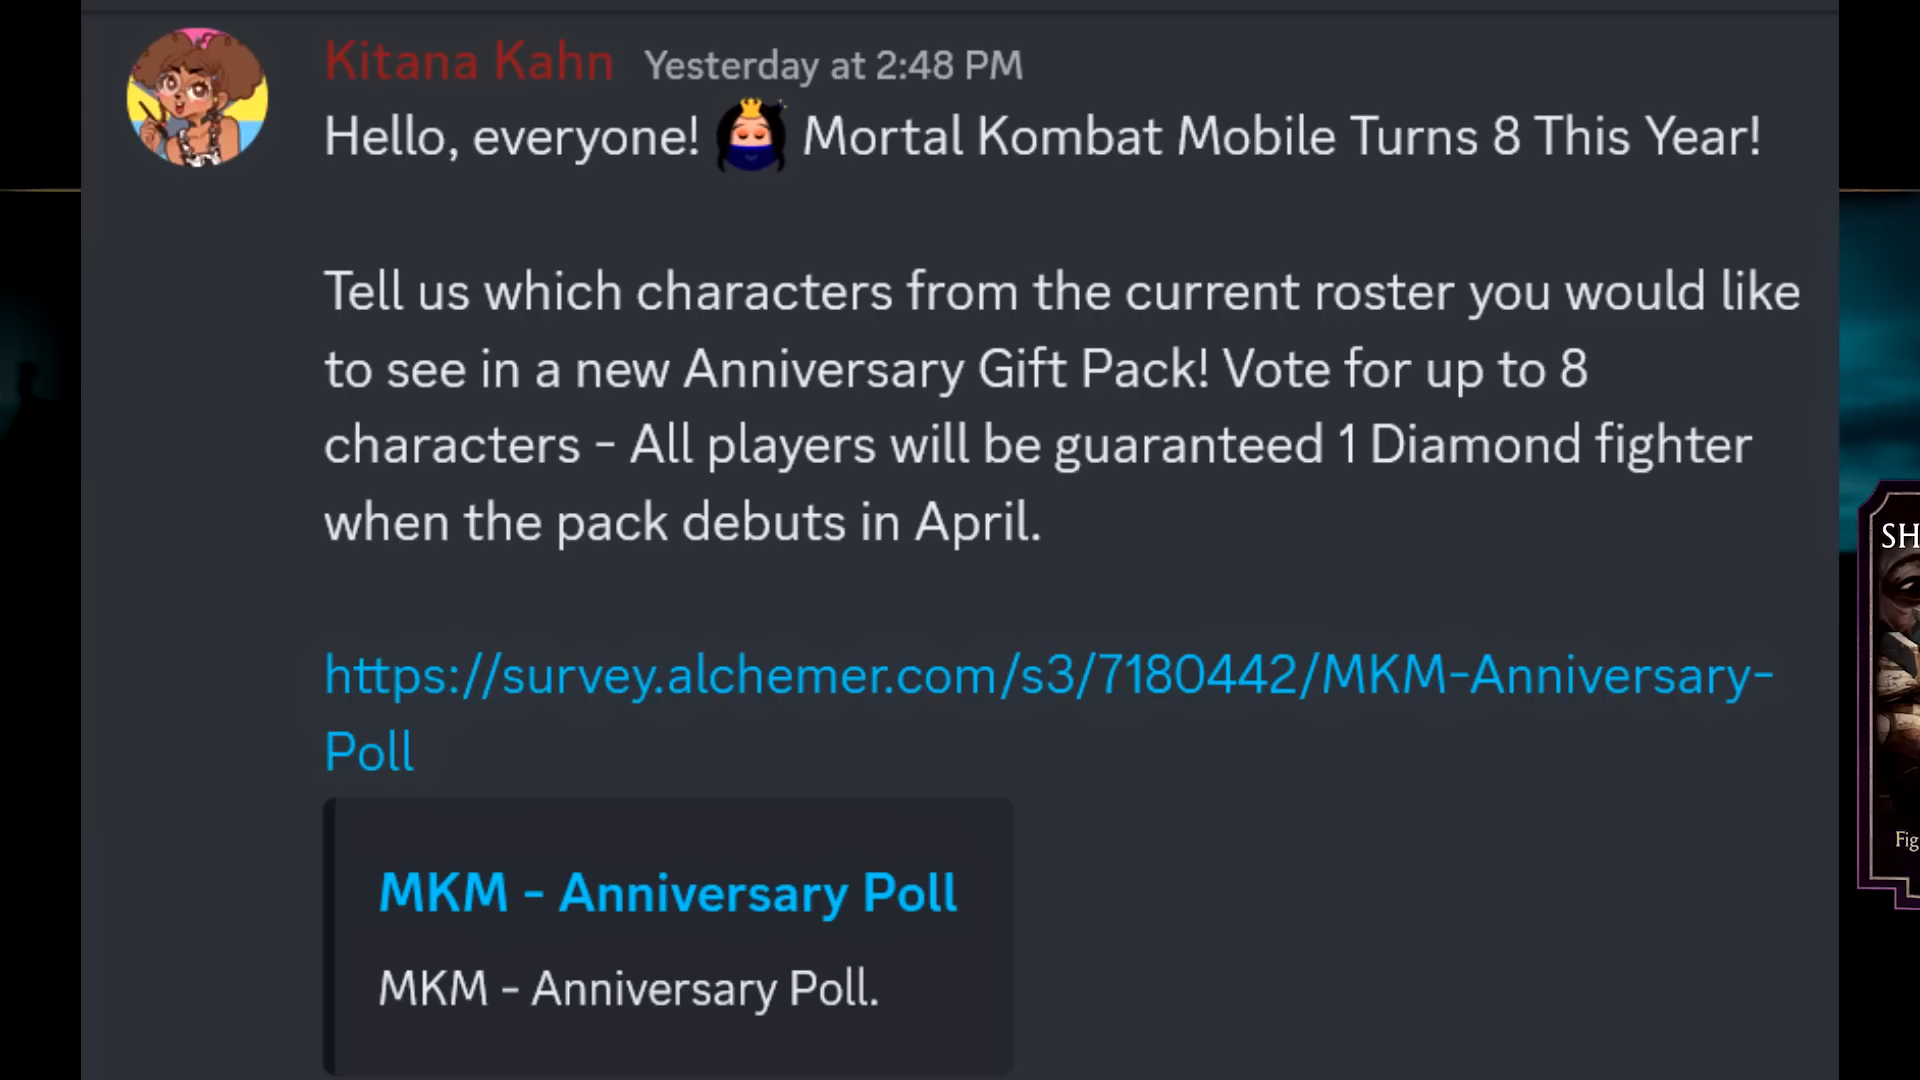 Kitana Kahn Yesterday at 2:48 PM
Hello, everyone! Mortal Kombat Mobile Turns 8 This Year!
Tell us which characters from the current roster you would like
to see in a new Anniversary Gift Pack! Vote for up to 8
characters - All players will be guaranteed 1 Diamond fighter
when the pack debuts in April.
https://survey.alchemer.com/s3/7180442/MKM-Anniversary-
Poll
MKM - Anniversary Poll
MKM - Anniversary Poll.
SH
Fig